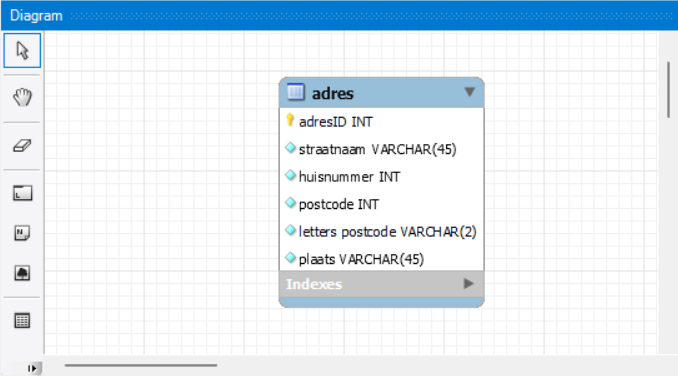 Diagram
adres
adresID INT
straatnaam VARCHAR(45)
huisnummer INT
postcode INT
letters postcode VARCHAR(2)
plaats VARCHAR(45)
Indexes